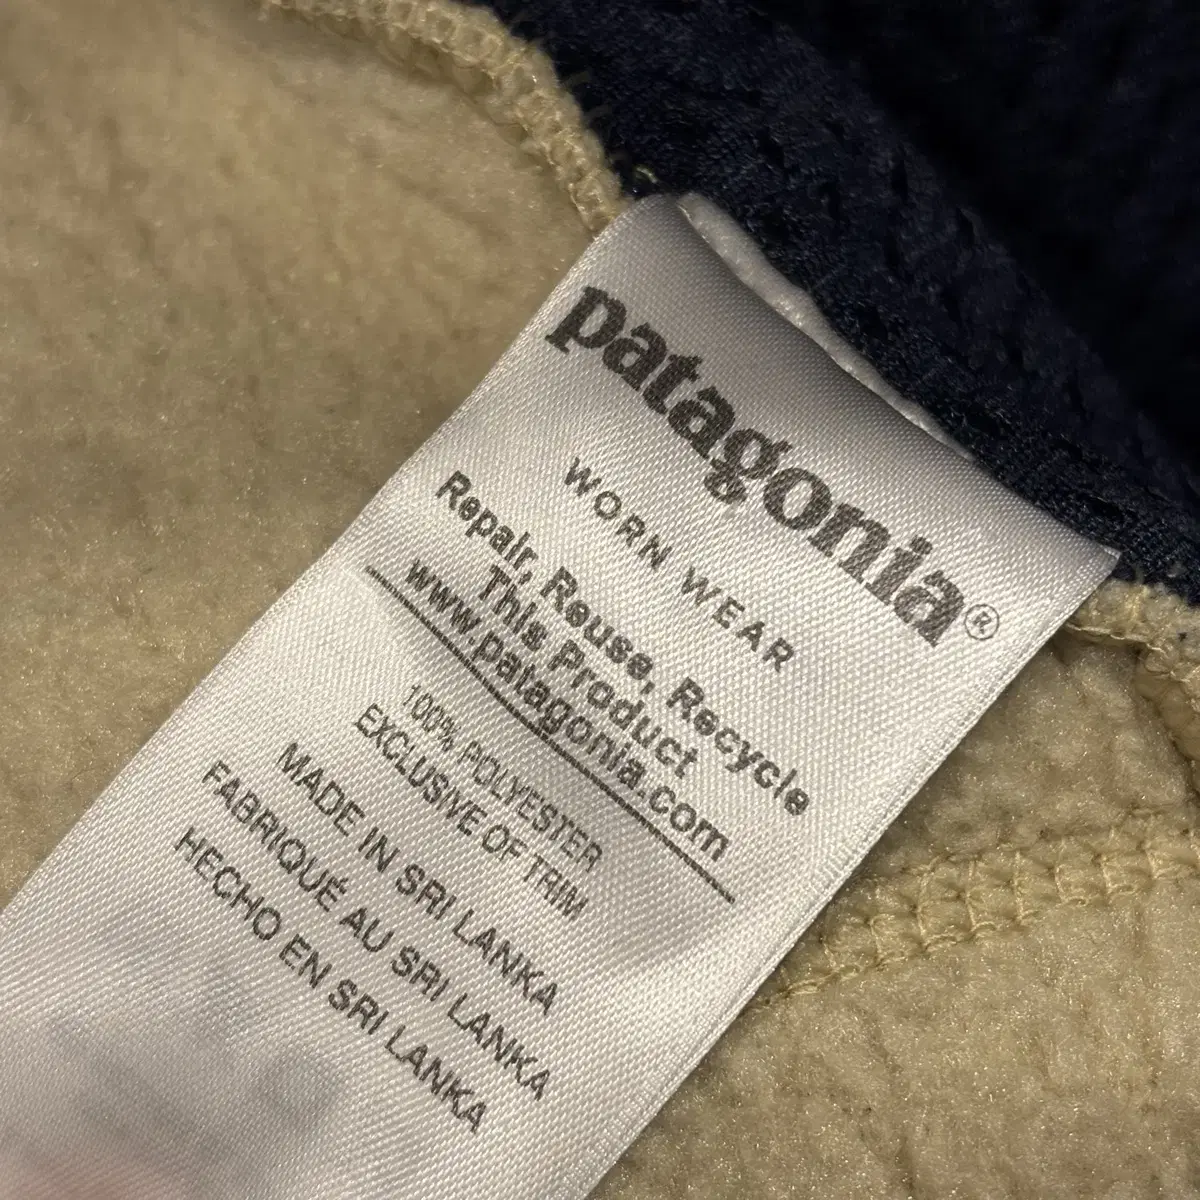 patagonia®
WORN WEAR
Repair, Reuse, Recycle
This Product
www.patagonia.com
100% POLYESTER
EXCLUSIVE OF TRIM
MADE IN SRI LANKA
FABRIQUÉ AU SRI LANKA
HECHO EN SRI LANKA